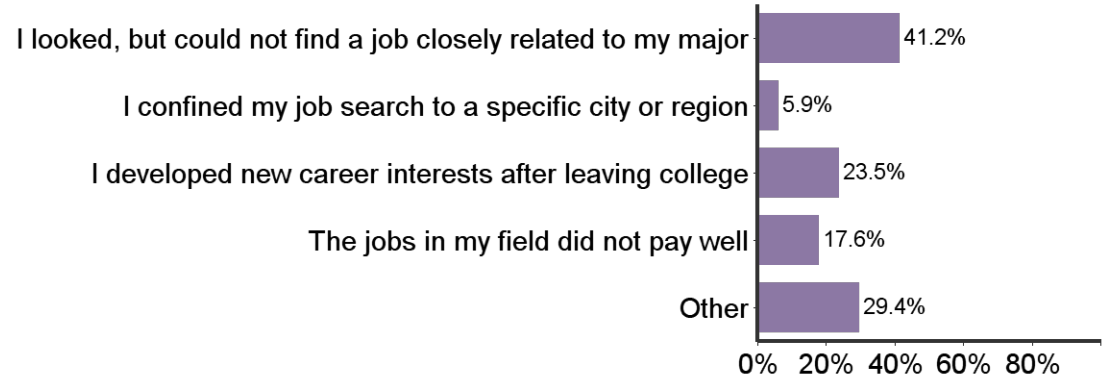 I looked, but could not find a job closely related to my major 41.2%
I confined my job search to a specific city or region 5.9%
I developed new career interests after leaving college 23.5%
The jobs in my field did not pay well 17.6%
Other 29.4%
0% 20% 40% 60% 80%